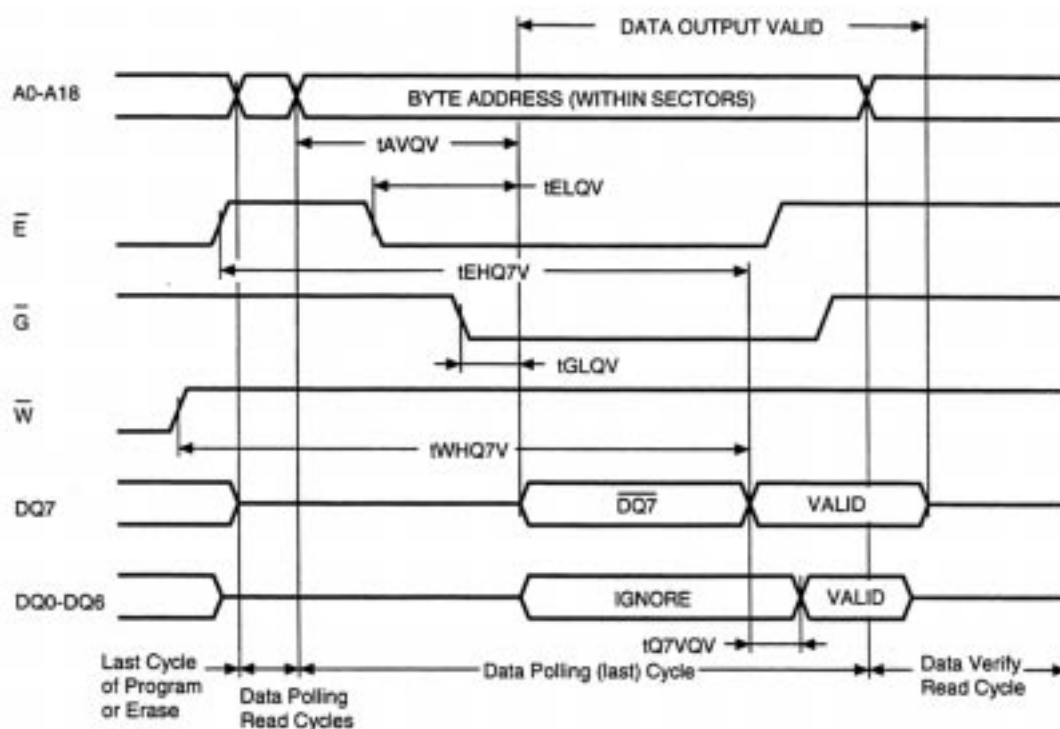 DATA OUTPUT VALID
A0-A18
BYTE ADDRESS (WITHIN SECTORS)
tAVQV
tELQV
E̅
tEHQ7V
G̅
tGLQV
W̅
tWHQ7V
DQ7
D̅Q̅7̅
VALID
DQ0-DQ6
IGNORE
VALID
tQ7VQV
Last Cycle
of Program
or Erase
Data Polling
Read Cycles
Data Polling (last) Cycle
Data Verify
Read Cycle